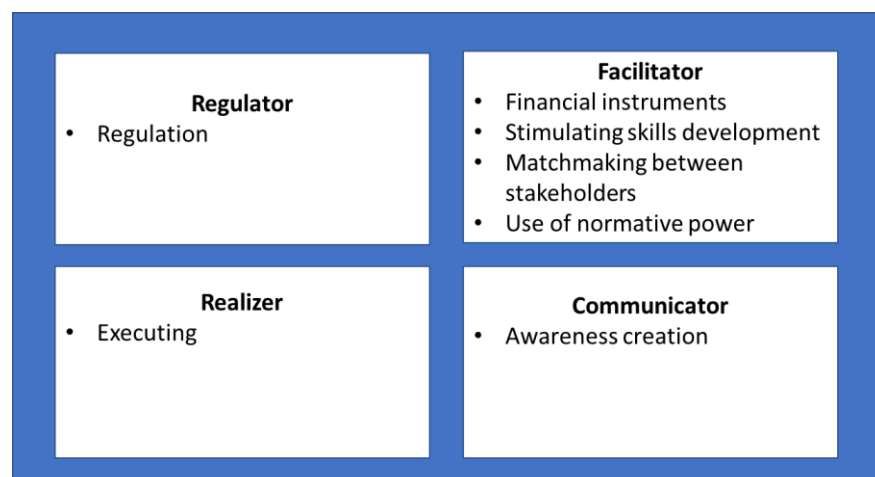 Regulator
• Regulation
Facilitator
• Financial instruments
• Stimulating skills development
• Matchmaking between
stakeholders
• Use of normative power
Realizer
• Executing
Communicator
• Awareness creation